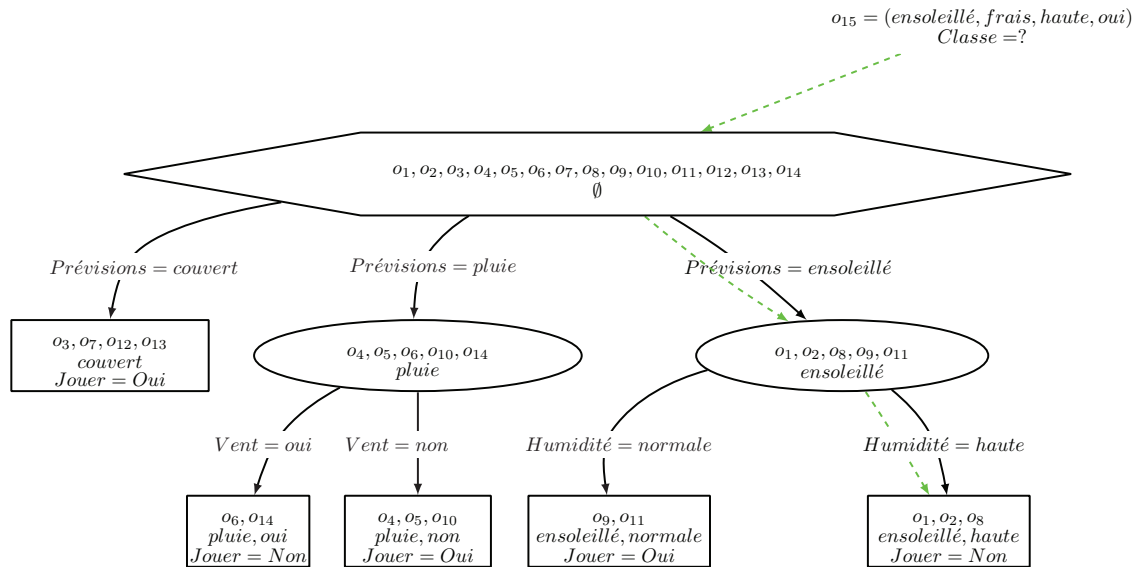 o15 = (ensoleillé, frais, haute, oui)
Classe =?
o1, o2, o3, o4, o5, o6, o7, o8, o9, o10, o11, o12, o13, o14
∅
Prévisions = couvert
Prévisions = pluie
Prévisions = ensoleillé
o3, o7, o12, o13
couvert
Jouer = Oui
o4, o5, o6, o10, o14
pluie
o1, o2, o8, o9, o11
ensoleillé
Vent = oui
Vent = non
Humidité = normale
Humidité = haute
o6, o14
pluie, oui
Jouer = Non
o4, o5, o10
pluie, non
Jouer = Oui
o9, o11
ensoleillé, normale
Jouer = Oui
o1, o2, o8
ensoleillé, haute
Jouer = Non